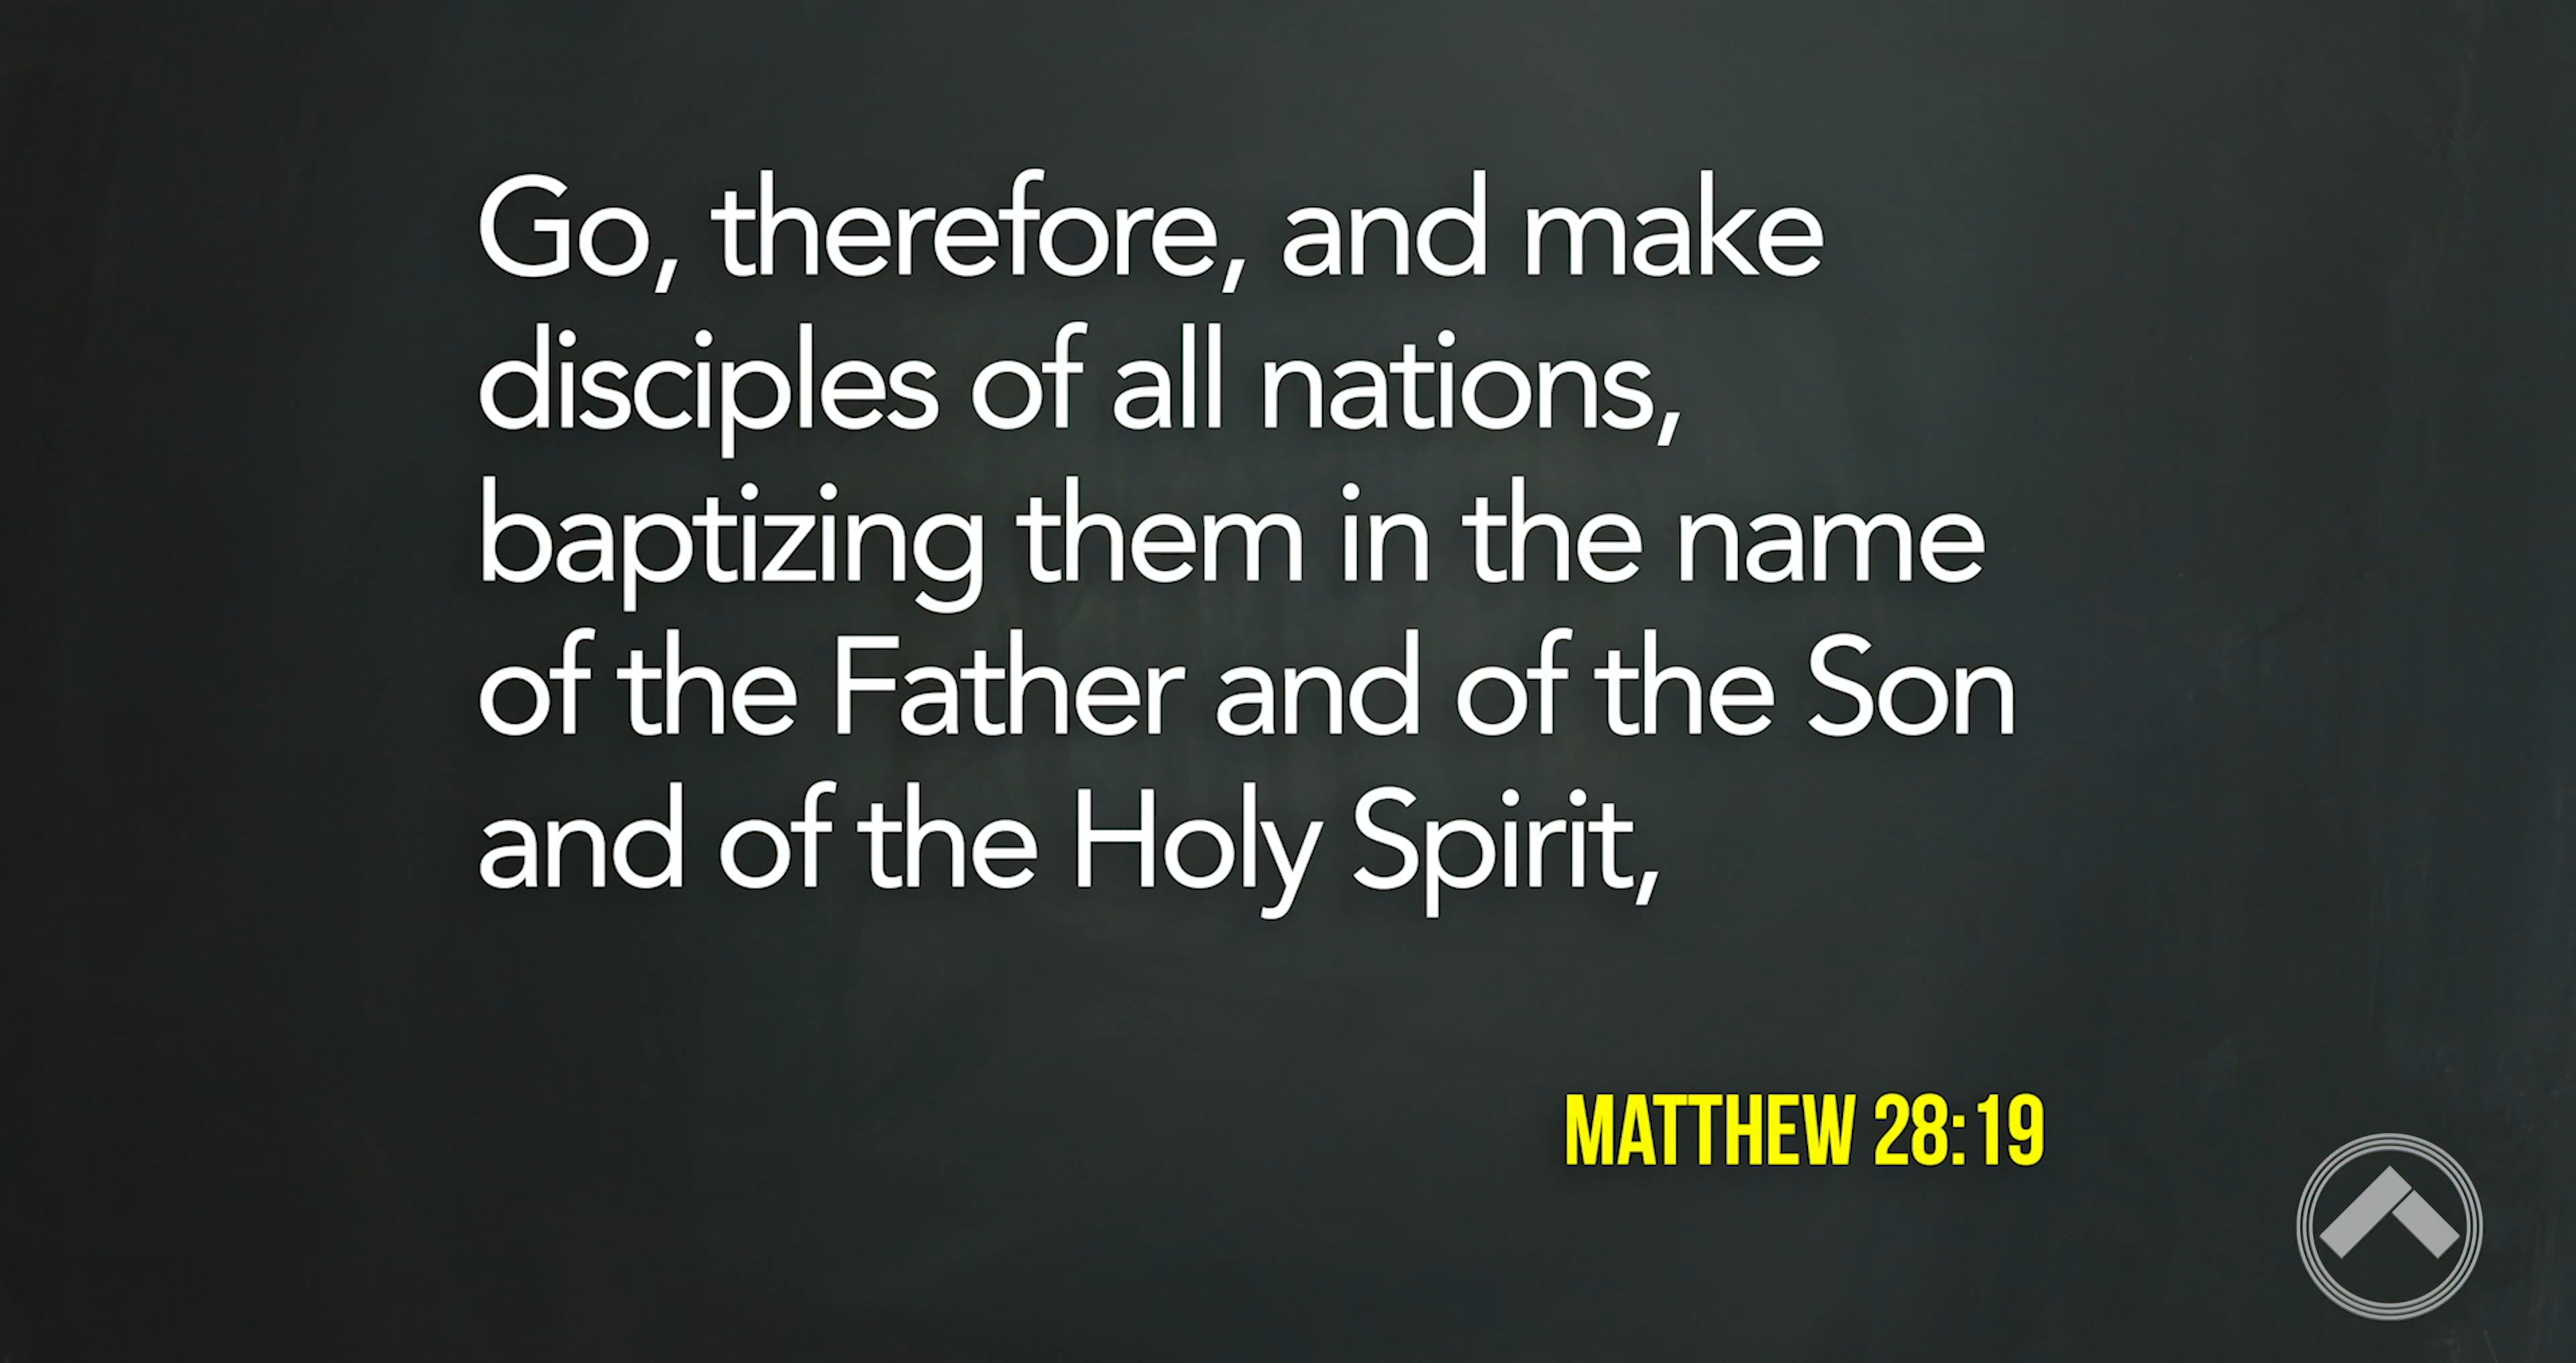 Go, therefore, and make
disciples of all nations,
baptizing them in the name
of the Father and of the Son
and of the Holy Spirit,
MATTHEW 28:19